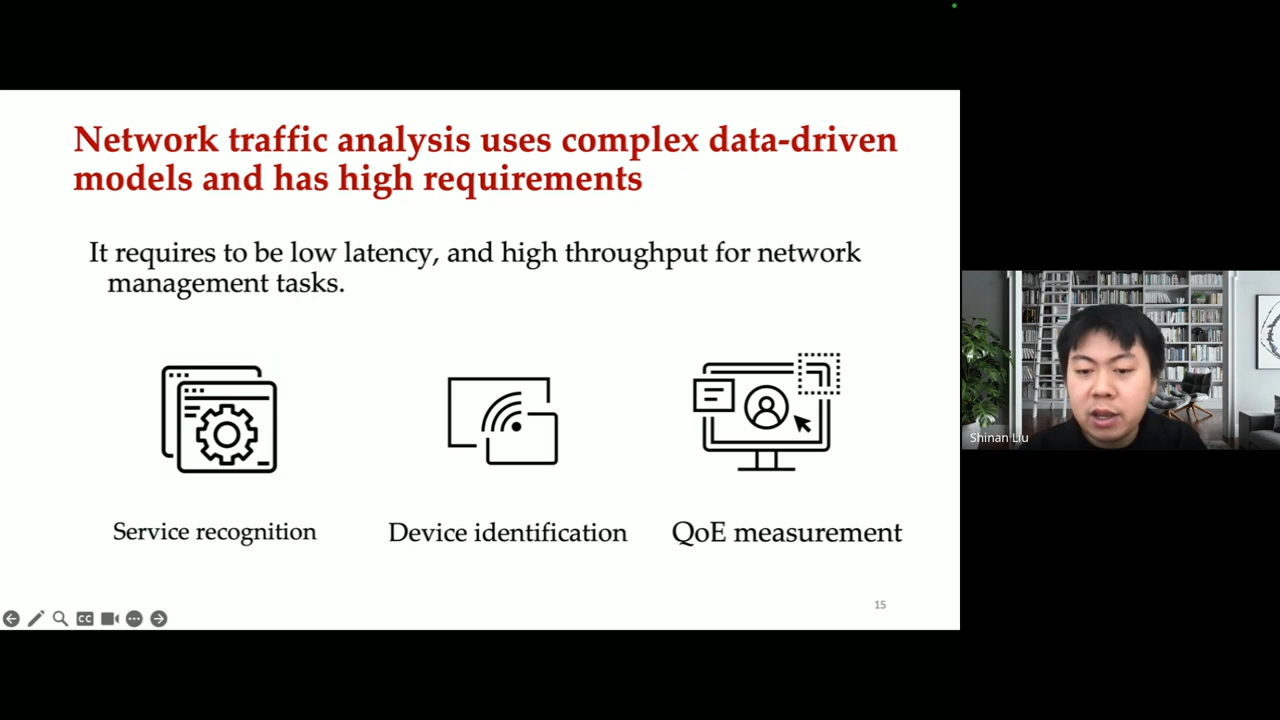 Network traffic analysis uses complex data-driven
models and has high requirements
It requires to be low latency, and high throughput for network
management tasks.
Service recognition
Device identification
QoE measurement
15
CC
Shinan Liu